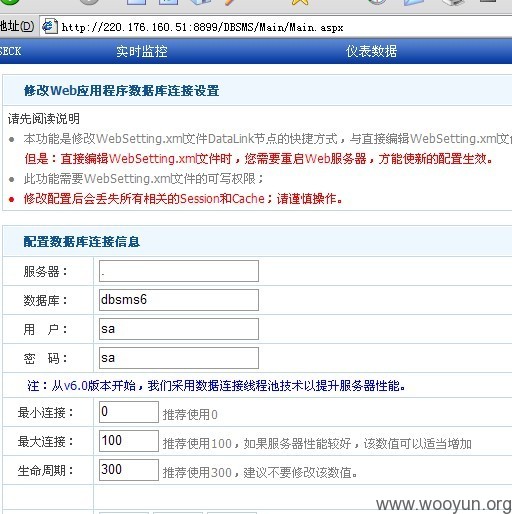 地址(D) http://220.176.160.51:8899/DBSMS/Main/Main.aspx
SECK 实时监控 仪表数据
修改Web应用程序数据库连接设置
请先阅读说明
本功能是修改WebSetting.xml文件DataLink节点的快捷方式，与直接编辑WebSetting.xml文
但是：直接编辑WebSetting.xml文件时，您需要重启Web服务器，方能使新的配置生效。
此功能需要WebSetting.xml文件的可写权限；
修改配置后会丢失所有相关的Session和Cache；请谨慎操作。
配置数据库连接信息
服务器： .
数据库： dbsms6
用 户： sa
密 码： sa
注：从v6.0版本开始，我们采用数据连接线程池技术以提升服务器性能。
最小连接： 0 推荐使用0
最大连接： 100 推荐使用100，如果服务器性能较好，该数值可以适当增加
生命周期： 300 推荐使用300，建议不要修改该数值。
www.wooyun.org